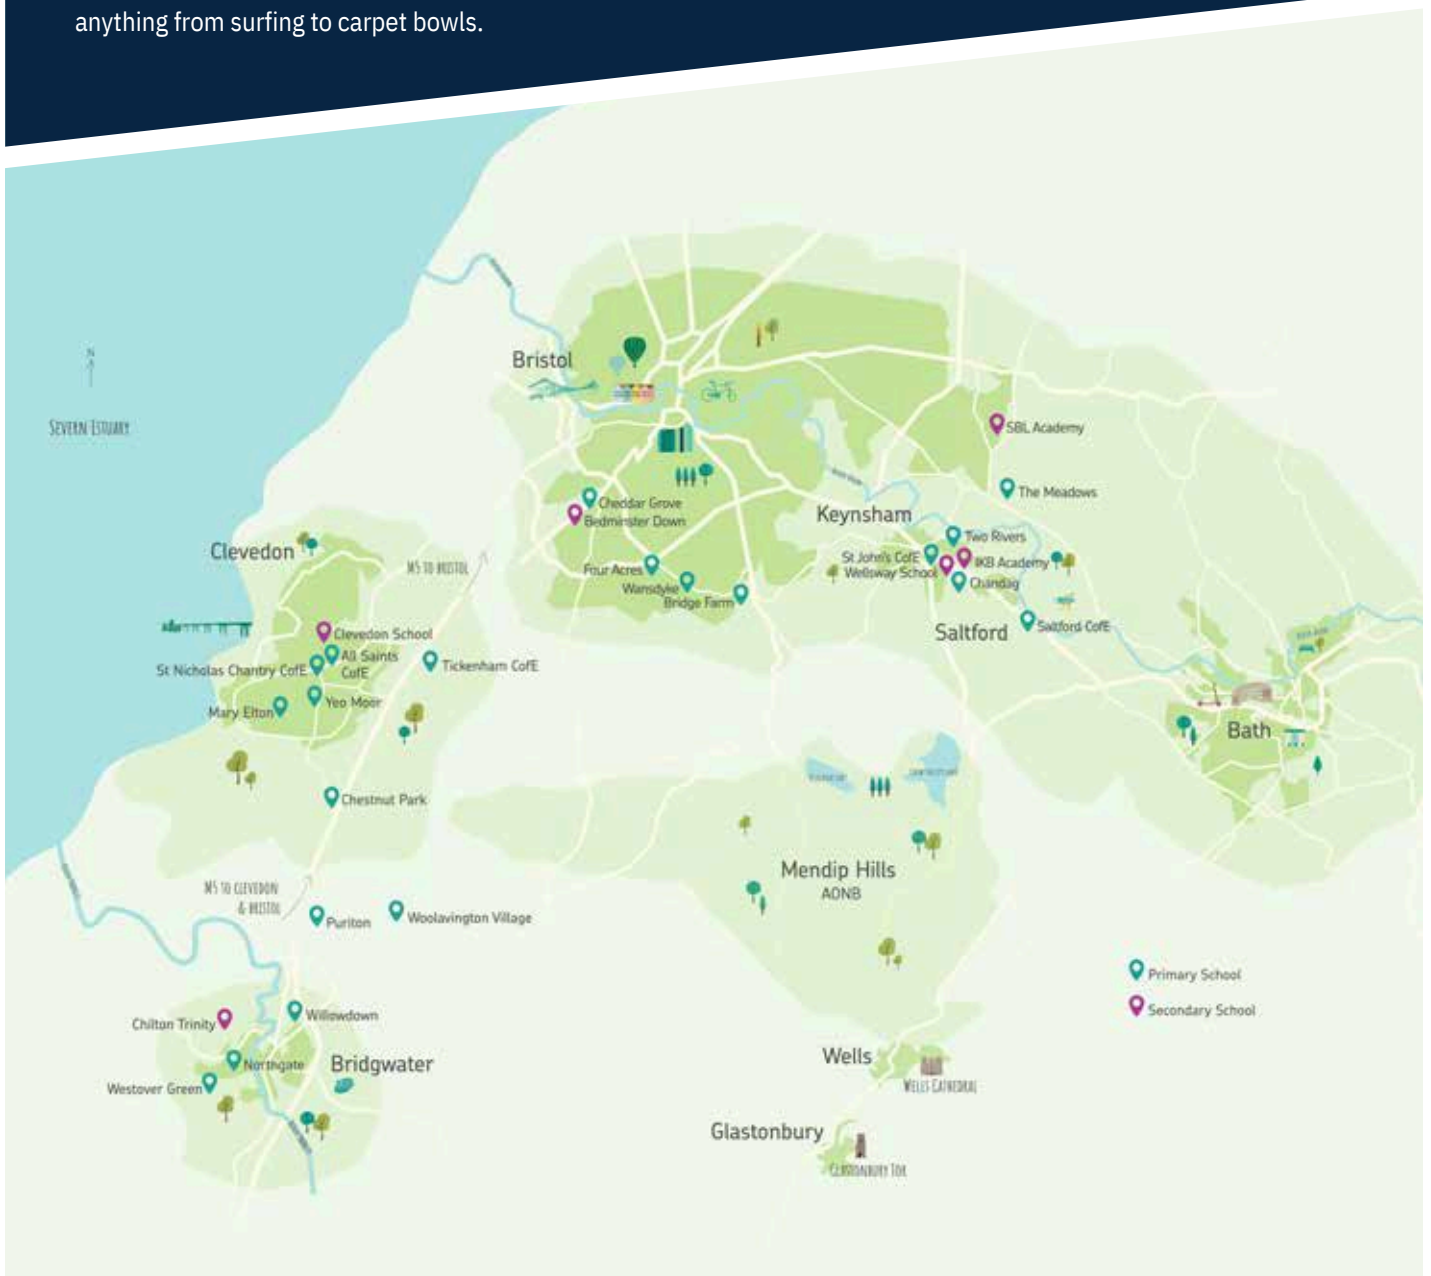 anything from surfing to carpet bowls.
Bristol
N
SEVERN ESTUARY
SBL Academy
The Meadows
Cheddar Grove
Bedminster Down
Keynsham
Two Rivers
St John's CofE
IKB Academy
Wellsway School
Chandag
Clevedon
M5 TO BRISTOL
Four Acres
Wansdyke
Bridge Farm
Saltford
Saltford CofE
Clevedon School
All Saints
CofE
St Nicholas Chantry CofE
Tickenham CofE
Yeo Moor
Mary Elton
Bath
Chestnut Park
Mendip Hills
AONB
M5 TO CLEVEDON
& BRISTOL
Puriton
Woolavington Village
Primary School
Secondary School
Chilton Trinity
Willowdown
Northgate
Bridgwater
Westover Green
Wells
WELLS CATHEDRAL
Glastonbury
GLASTONBURY TOR